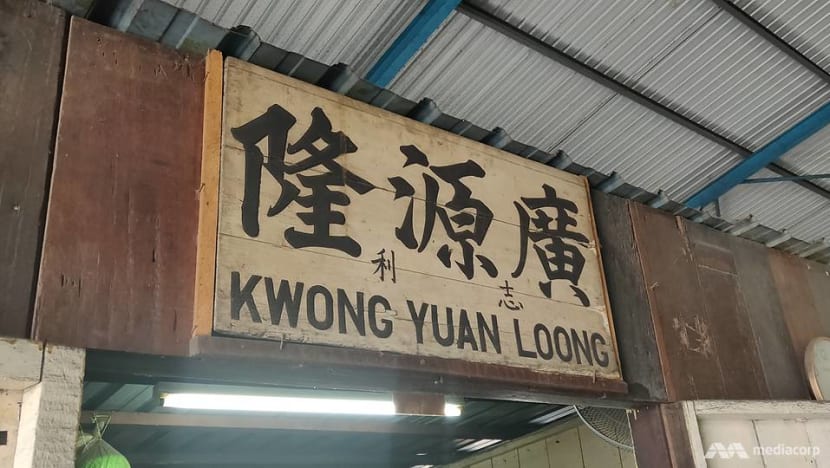 廣源隆
志利
KWONG YUAN LOONG
mediacorp